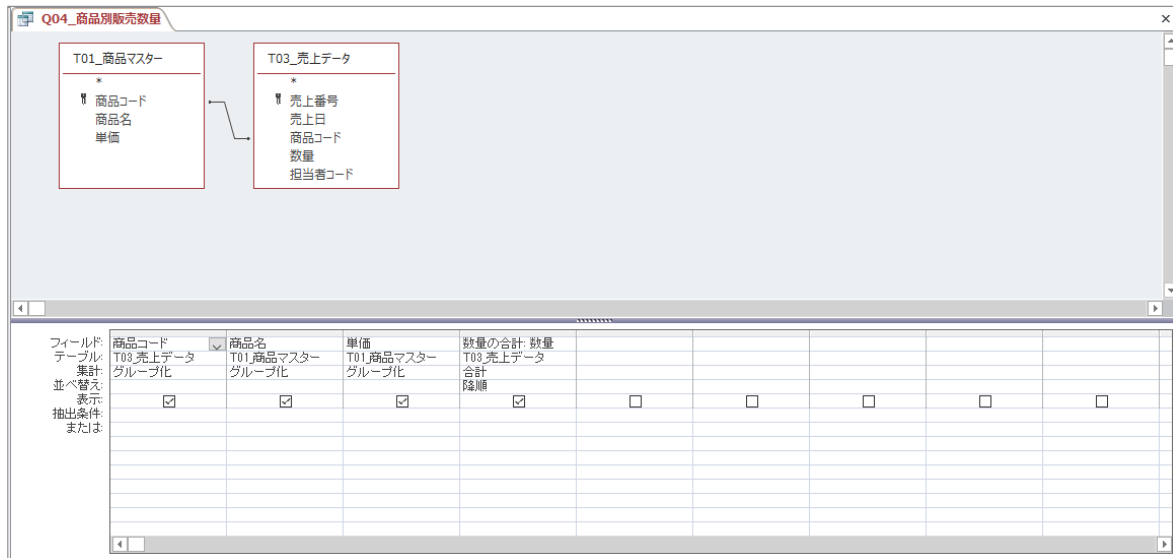 Q04_商品別販売数量
T01_商品マスター
*
商品コード
商品名
単価
T03_売上データ
*
売上番号
売上日
商品コード
数量
担当者コード
フィールド: 商品コード 商品名 単価 数量の合計: 数量
テーブル: T03_売上データ T01_商品マスター T01_商品マスター T03_売上データ
集計: グループ化 グループ化 グループ化 合計
並べ替え: 降順
表示:
抽出条件:
または: